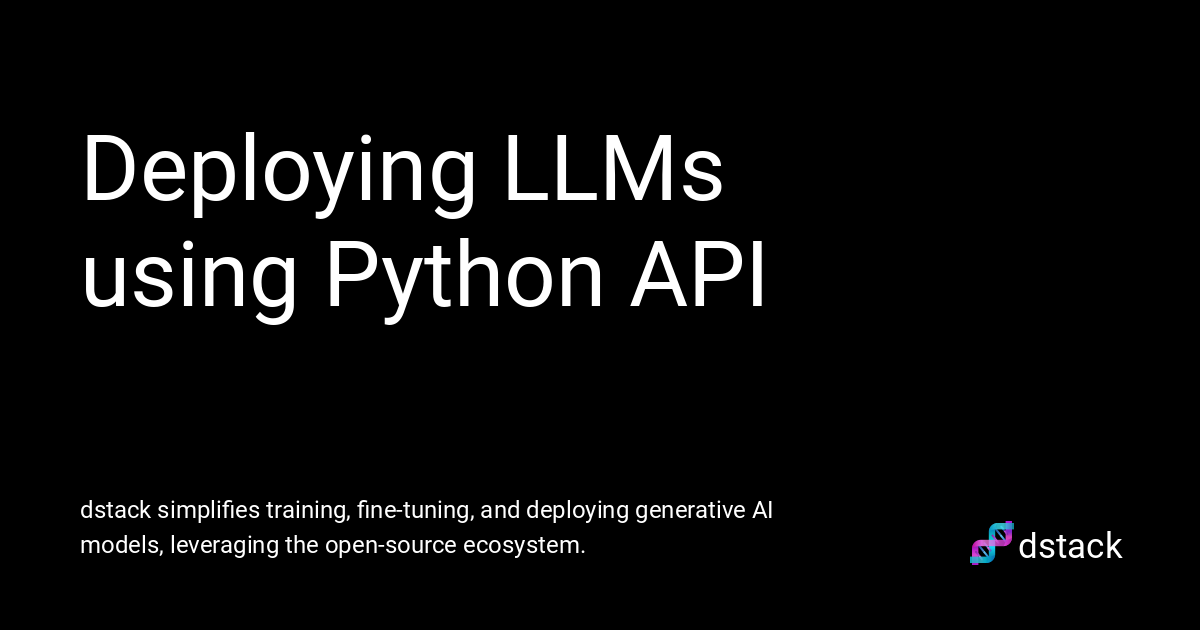 Deploying LLMs
using Python API
dstack simplifies training, fine-tuning, and deploying generative AI
models, leveraging the open-source ecosystem.
dstack